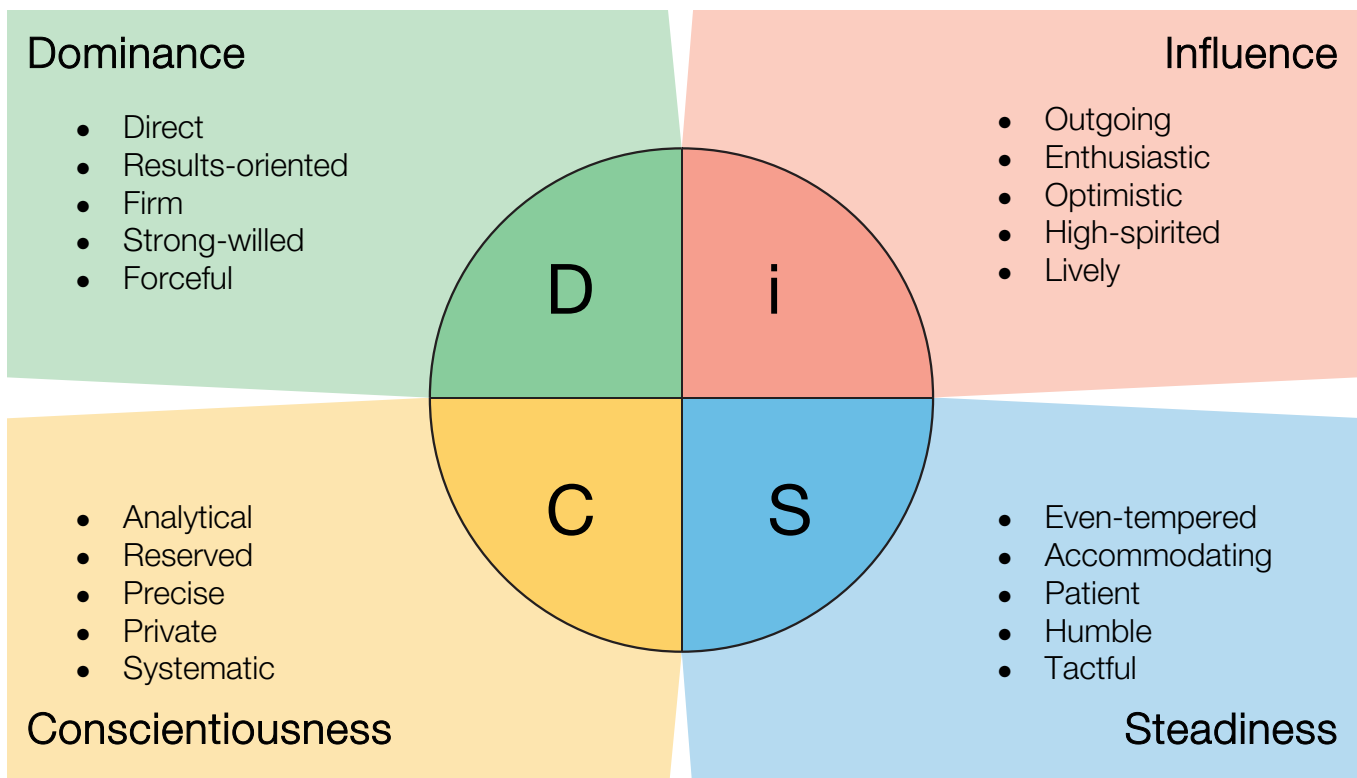 Dominance
● Direct
● Results-oriented
● Firm
● Strong-willed
● Forceful
Influence
● Outgoing
● Enthusiastic
● Optimistic
● High-spirited
● Lively
D
i
C
S
● Analytical
● Reserved
● Precise
● Private
● Systematic
Conscientiousness
● Even-tempered
● Accommodating
● Patient
● Humble
● Tactful
Steadiness